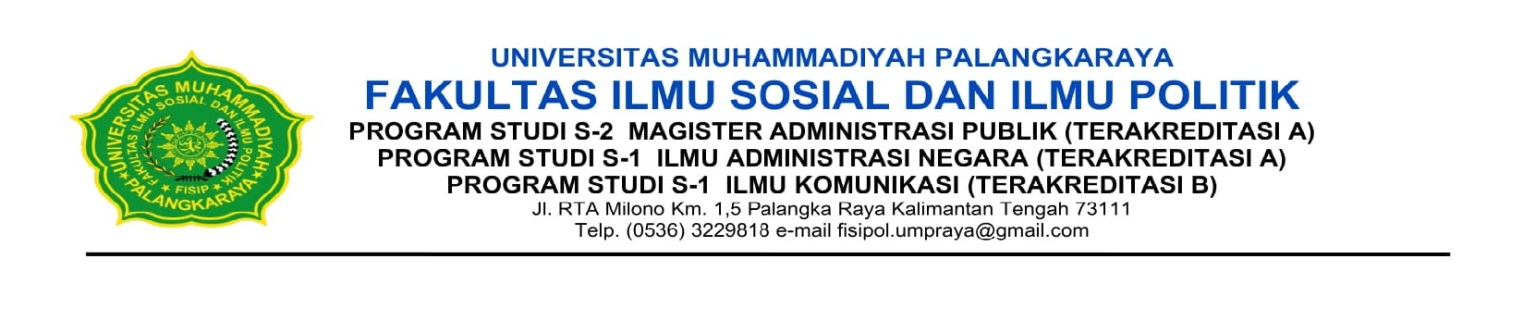 UNIVERSITAS MUHAMMADIYAH PALANGKARAYA
FAKULTAS ILMU SOSIAL DAN ILMU POLITIK
PROGRAM STUDI S-2 MAGISTER ADMINISTRASI PUBLIK (TERAKREDITASI A)
PROGRAM STUDI S-1 ILMU ADMINISTRASI NEGARA (TERAKREDITASI A)
PROGRAM STUDI S-1 ILMU KOMUNIKASI (TERAKREDITASI B)
Jl. RTA Milono Km. 1,5 Palangka Raya Kalimantan Tengah 73111
Telp. (0536) 3229818 e-mail fisipol.umpraya@gmail.com
UNIVERSITAS MUHAMMADIYAH
PALANGKARAYA
FAKULTAS ILMU SOSIAL DAN ILMU POLITIK
FISIP